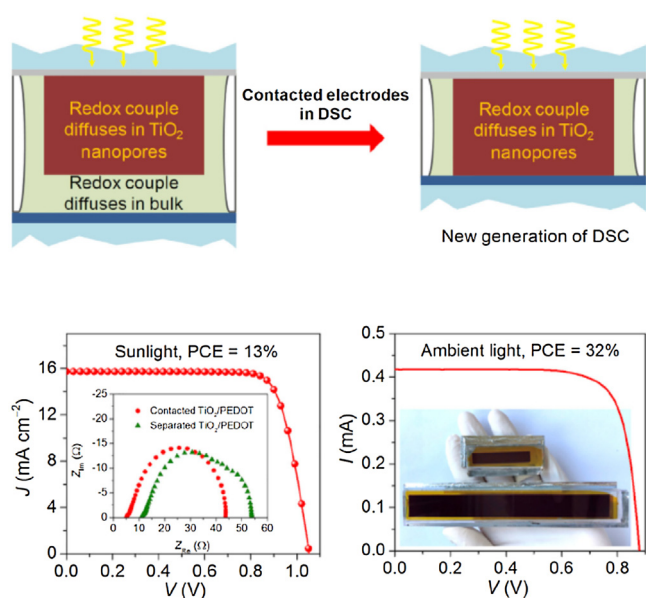 Redox couple
diffuses in TiO2
nanopores
Redox couple
diffuses in bulk
Contacted electrodes
in DSC
Redox couple
diffuses in TiO2
nanopores
New generation of DSC
Sunlight, PCE = 13%
J (mA cm−2)
20
16
12
8
4
0
0.0 0.2 0.4 0.6 0.8 1.0
V (V)
Contacted TiO2/PEDOT
Separated TiO2/PEDOT
ZIm (Ω)
-25
-20
-15
-10
-5
0
0 10 20 30 40 50 60
ZRe (Ω)
Ambient light, PCE = 32%
I (mA)
0.5
0.4
0.3
0.2
0.1
0.0
0.0 0.2 0.4 0.6 0.8
V (V)